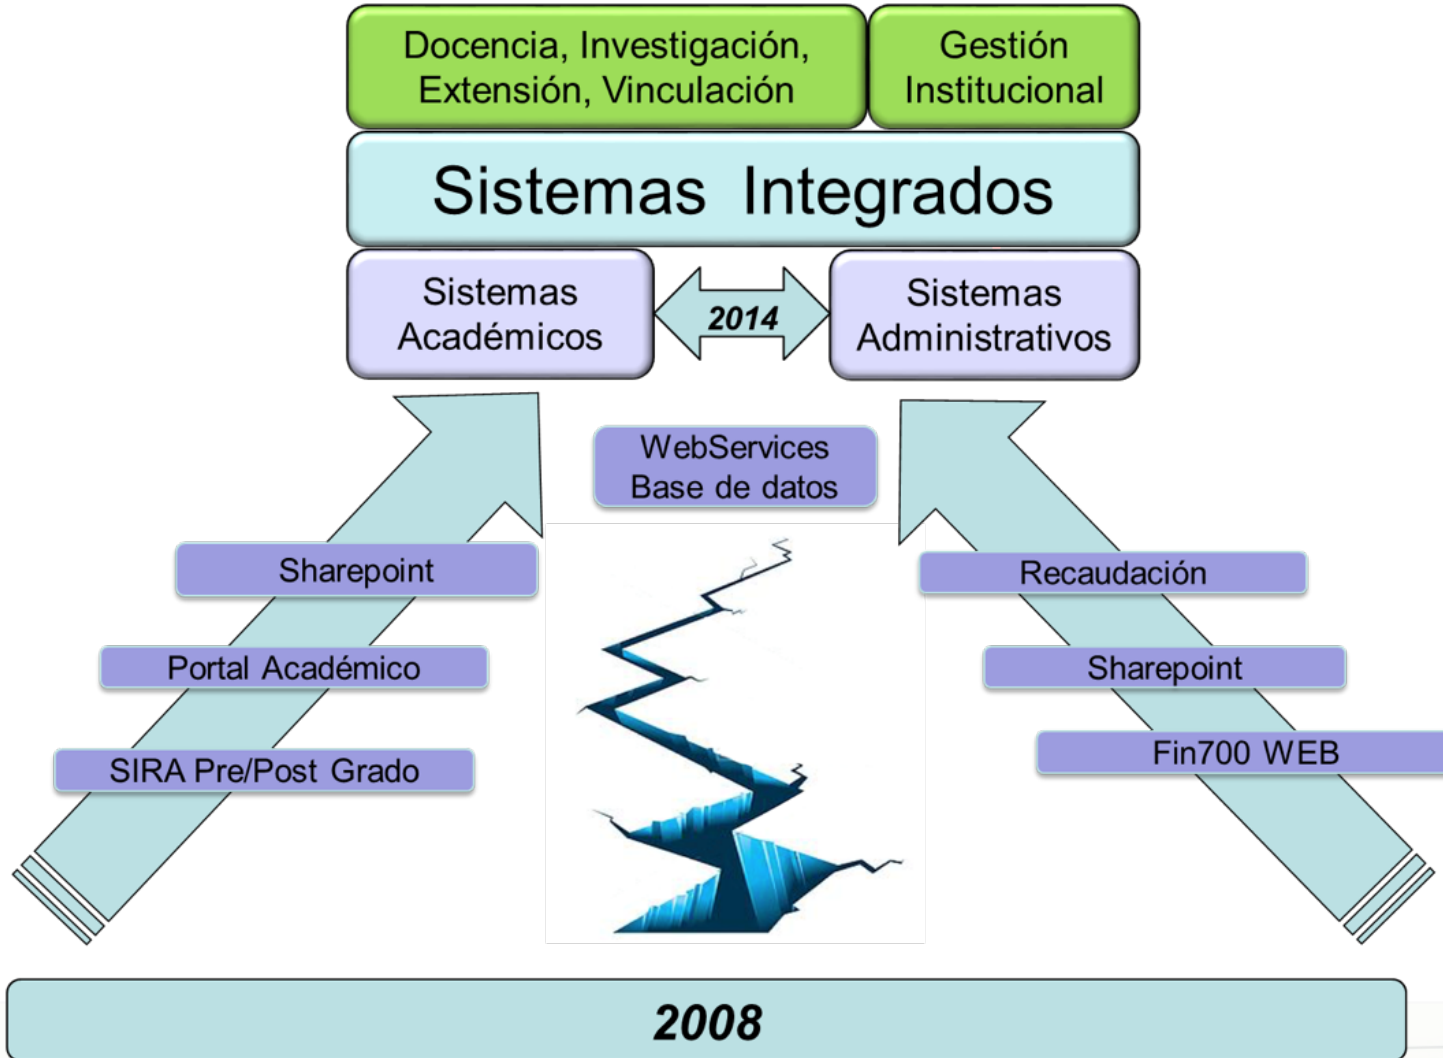 Docencia, Investigación,
Extensión, Vinculación
Gestión
Institucional
Sistemas Integrados
Sistemas
Académicos
2014
Sistemas
Administrativos
WebServices
Base de datos
Sharepoint
Portal Académico
SIRA Pre/Post Grado
Recaudación
Sharepoint
Fin700 WEB
2008